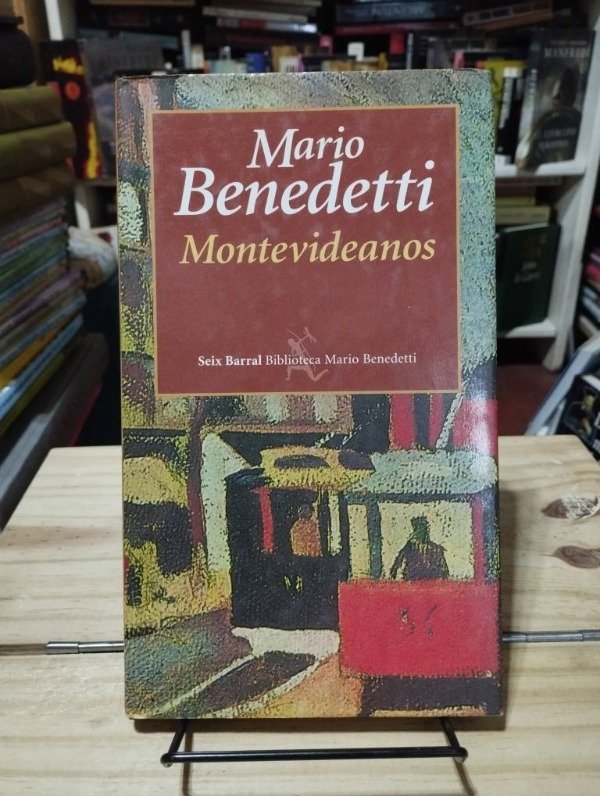 Mario
Benedetti
Montevideanos
Seix Barral Biblioteca Mario Benedetti